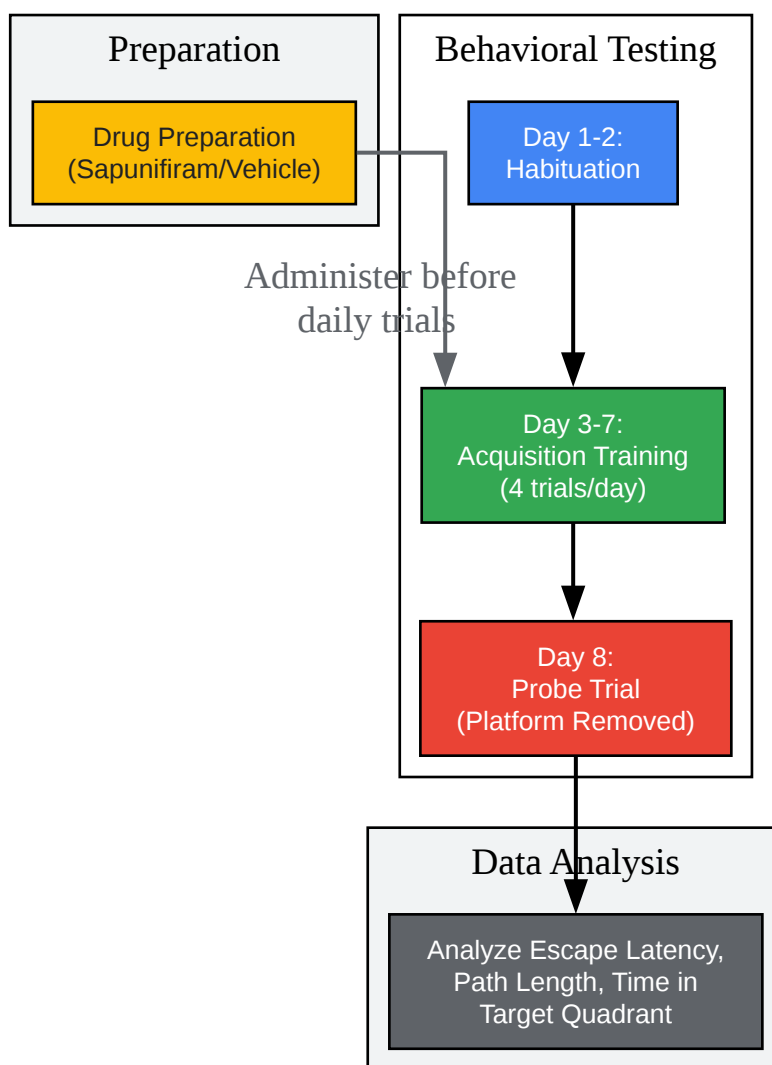 Preparation
Drug Preparation
(Sapunifiram/Vehicle)
Behavioral Testing
Day 1-2:
Habituation
Administer before
daily trials
Day 3-7:
Acquisition Training
(4 trials/day)
Day 8:
Probe Trial
(Platform Removed)
Data Analysis
Analyze Escape Latency,
Path Length, Time in
Target Quadrant